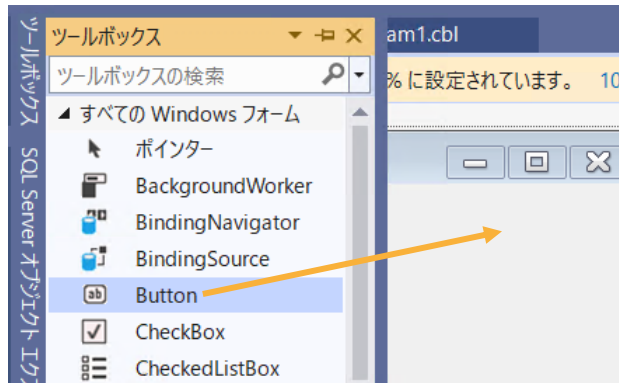 ツールボックス
SQL Server オブジェクト エクス
ツールボックス
ツールボックスの検索
すべての Windows フォーム
ポインター
BackgroundWorker
BindingNavigator
BindingSource
Button
CheckBox
CheckedListBox
am1.cbl
% に設定されています。 10